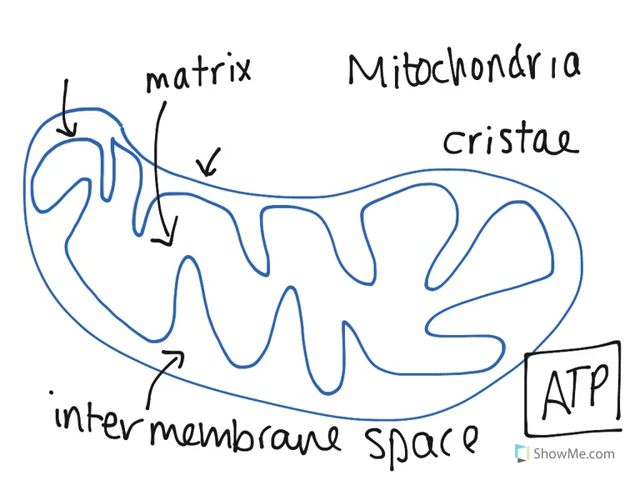 matrix
Mitochondria
cristae
ATP
intermembrane space
ShowMe.com